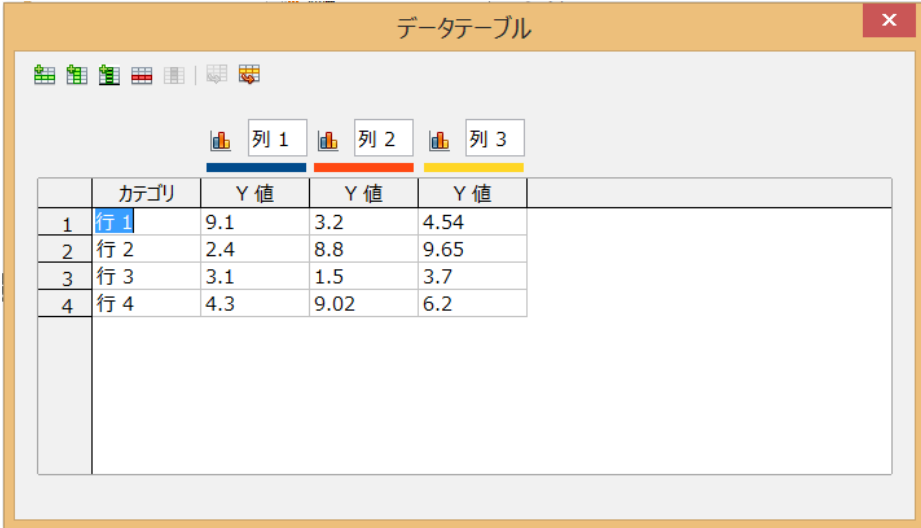 データテーブル
列 1 列 2 列 3
カテゴリ Y 値 Y 値 Y 値
1 行 1 9.1 3.2 4.54
2 行 2 2.4 8.8 9.65
3 行 3 3.1 1.5 3.7
4 行 4 4.3 9.02 6.2